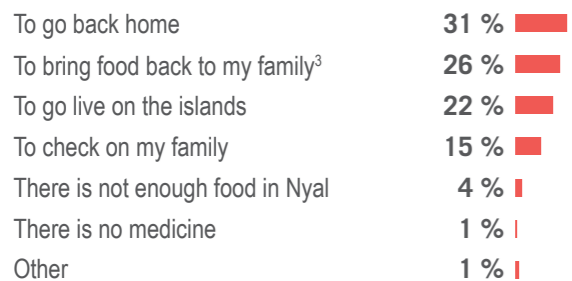 To go back home 31 %
To bring food back to my family³ 26 %
To go live on the islands 22 %
To check on my family 15 %
There is not enough food in Nyal 4 %
There is no medicine 1 %
Other 1 %